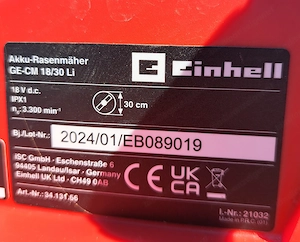 Akku-Rasenmäher
GE-CM 18/30 Li
Einhell
18 V d.c.
IPX1
n₀:3.300 min⁻¹
30 cm
Bj./Lot-Nr.:
2024/01/EB089019
ISC GmbH - Eschenstraße 6
94405 Landau/Isar - Germany
Einhell UK Ltd - CH49 0AB
CE UK CA
Art.-Nr.: 34.131.56
I.-Nr.: 21032